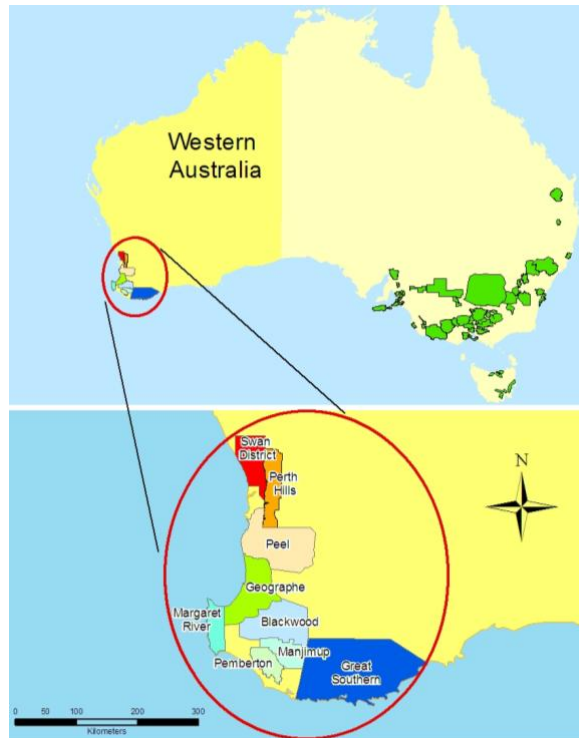 Western
Australia
Swan
District
Perth
Hills
N
Peel
Geographe
Margaret
River
Blackwood
Manjimup
Pemberton
Great
Southern
0 50 100 200 300
Kilometers